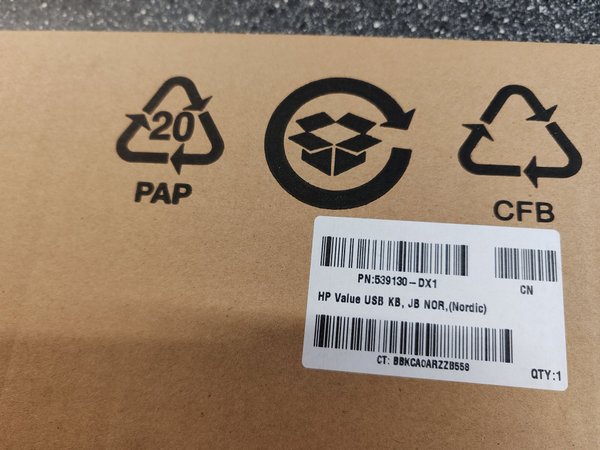 20
PAP
CFB
PN:539130-DX1
CN
HP Value USB KB, JB NOR,(Nordic)
CT: BBKCA0ARZZB558
QTY:1